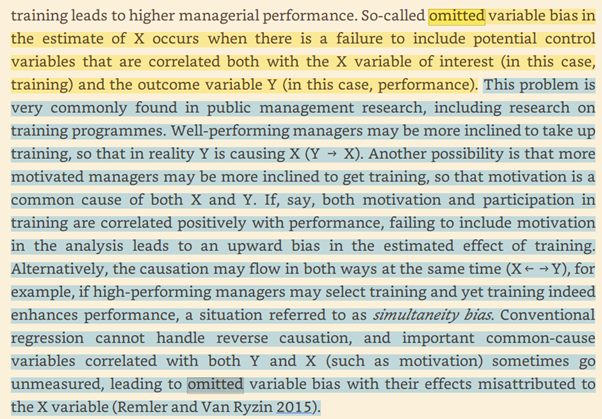 training leads to higher managerial performance. So-called omitted variable bias in
the estimate of X occurs when there is a failure to include potential control
variables that are correlated both with the X variable of interest (in this case,
training) and the outcome variable Y (in this case, performance). This problem is
very commonly found in public management research, including research on
training programmes. Well-performing managers may be more inclined to take up
training, so that in reality Y is causing X (Y → X). Another possibility is that more
motivated managers may be more inclined to get training, so that motivation is a
common cause of both X and Y. If, say, both motivation and participation in
training are correlated positively with performance, failing to include motivation
in the analysis leads to an upward bias in the estimated effect of training.
Alternatively, the causation may flow in both ways at the same time (X ← → Y), for
example, if high-performing managers may select training and yet training indeed
enhances performance, a situation referred to as simultaneity bias. Conventional
regression cannot handle reverse causation, and important common-cause
variables correlated with both Y and X (such as motivation) sometimes go
unmeasured, leading to omitted variable bias with their effects misattributed to
the X variable (Remler and Van Ryzin 2015).